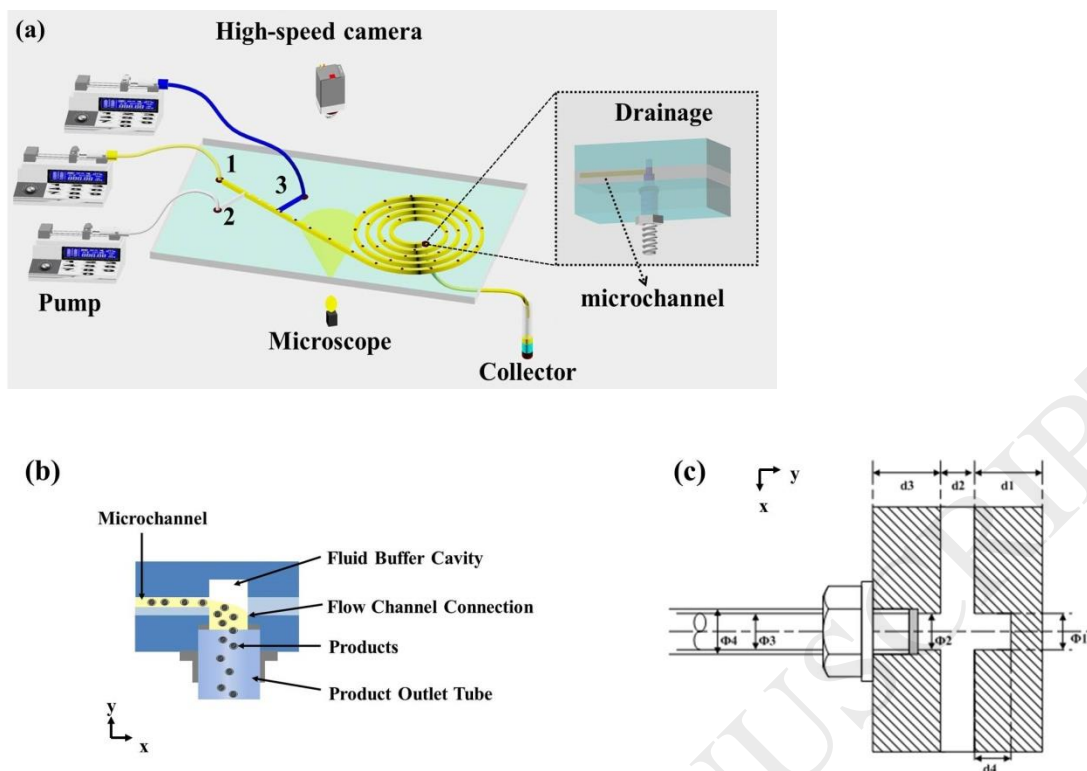 (a)
High-speed camera
Drainage
1
3
2
Pump
microchannel
Microscope
Collector
(b)
Microchannel
Fluid Buffer Cavity
Flow Channel Connection
Products
Product Outlet Tube
y
x
(c)
y
x
d3
d2
d1
Φ4
Φ3
Φ2
Φ1
d4